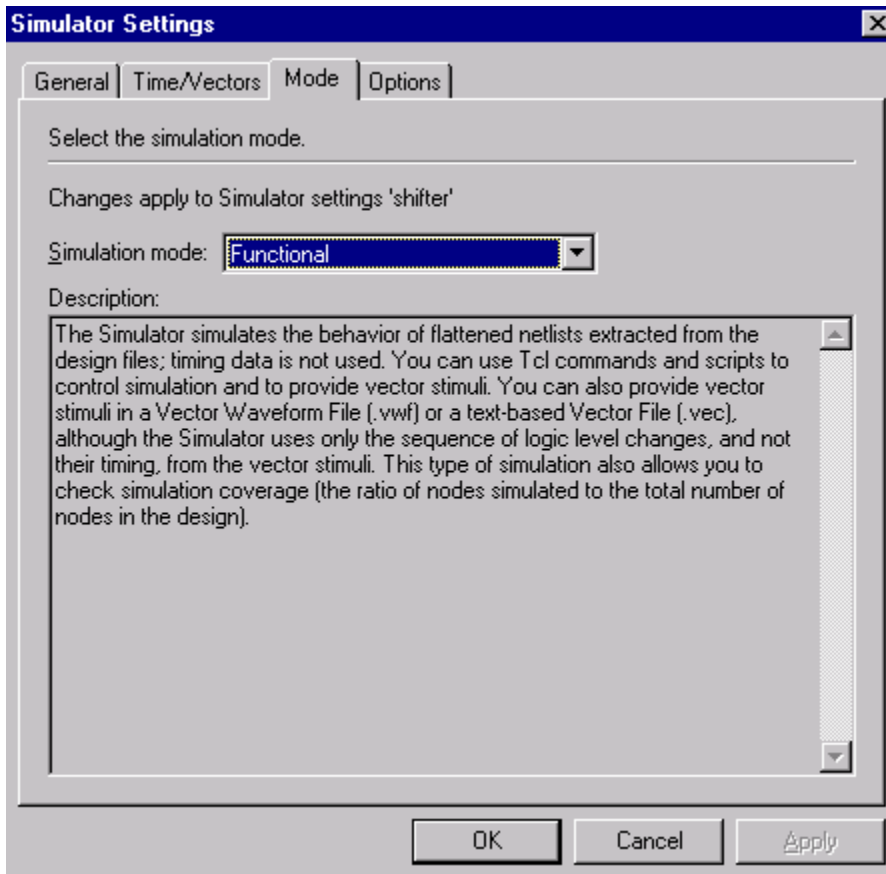 Simulator Settings
General Time/Vectors Mode Options
Select the simulation mode.
Changes apply to Simulator settings 'shifter'
Simulation mode: Functional
Description:
The Simulator simulates the behavior of flattened netlists extracted from the
design files; timing data is not used. You can use Tcl commands and scripts to
control simulation and to provide vector stimuli. You can also provide vector
stimuli in a Vector Waveform File (.vwf) or a text-based Vector File (.vec),
although the Simulator uses only the sequence of logic level changes, and not
their timing, from the vector stimuli. This type of simulation also allows you to
check simulation coverage (the ratio of nodes simulated to the total number of
nodes in the design).
OK Cancel Apply